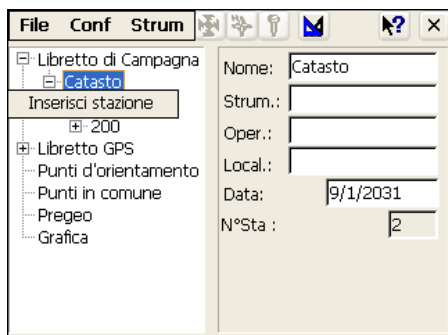 File Conf Strum ? ×
Libretto di Campagna
Catasto
Inserisci stazione
200
Libretto GPS
Punti d'orientamento
Punti in comune
Pregeo
Grafica
Nome: Catasto
Strum.:
Oper.:
Local.:
Data: 9/1/2031
N°Sta : 2